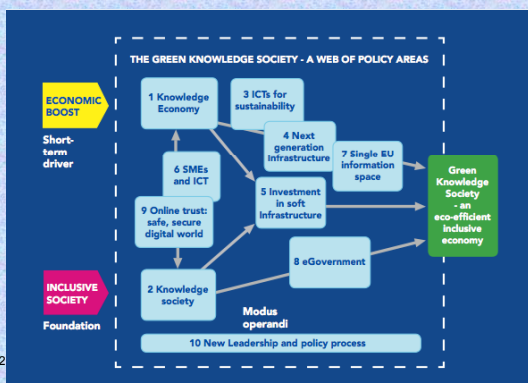 THE GREEN KNOWLEDGE SOCIETY - A WEB OF POLICY AREAS
ECONOMIC
BOOST
Short-
term
driver
1 Knowledge
Economy
3 ICTs for
sustainability
4 Next
generation
Infrastructure
7 Single EU
information
space
6 SMEs
and ICT
5 Investment
in soft
Infrastructure
9 Online trust:
safe, secure
digital world
Green
Knowledge
Society
- an
eco-efficient
inclusive
economy
8 eGovernment
INCLUSIVE
SOCIETY
Foundation
2 Knowledge
society
Modus
operandi
10 New Leadership and policy process
2